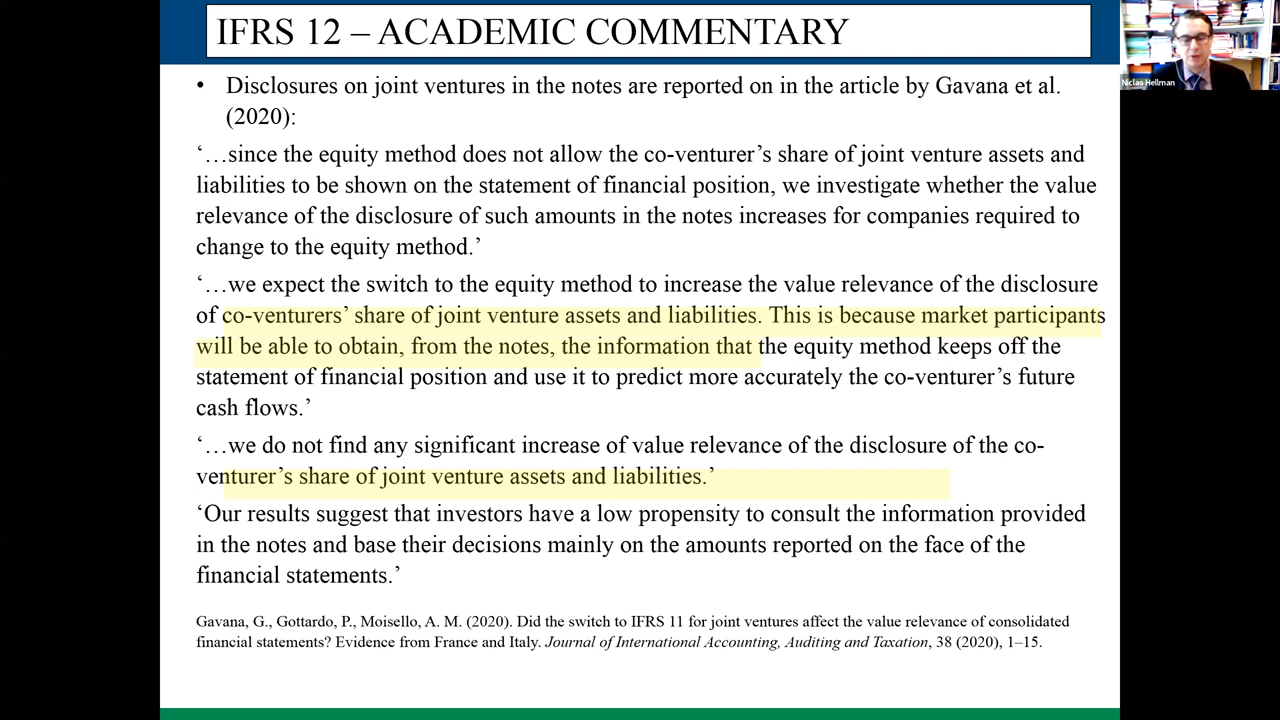 IFRS 12 – ACADEMIC COMMENTARY
Niclas Hellman
• Disclosures on joint ventures in the notes are reported on in the article by Gavana et al.
(2020):
‘…since the equity method does not allow the co-venturer’s share of joint venture assets and
liabilities to be shown on the statement of financial position, we investigate whether the value
relevance of the disclosure of such amounts in the notes increases for companies required to
change to the equity method.’
‘…we expect the switch to the equity method to increase the value relevance of the disclosure
of co-venturers’ share of joint venture assets and liabilities. This is because market participants
will be able to obtain, from the notes, the information that the equity method keeps off the
statement of financial position and use it to predict more accurately the co-venturer’s future
cash flows.’
‘…we do not find any significant increase of value relevance of the disclosure of the co-
venturer’s share of joint venture assets and liabilities.’
‘Our results suggest that investors have a low propensity to consult the information provided
in the notes and base their decisions mainly on the amounts reported on the face of the
financial statements.’
Gavana, G., Gottardo, P., Moisello, A. M. (2020). Did the switch to IFRS 11 for joint ventures affect the value relevance of consolidated
financial statements? Evidence from France and Italy. Journal of International Accounting, Auditing and Taxation, 38 (2020), 1–15.